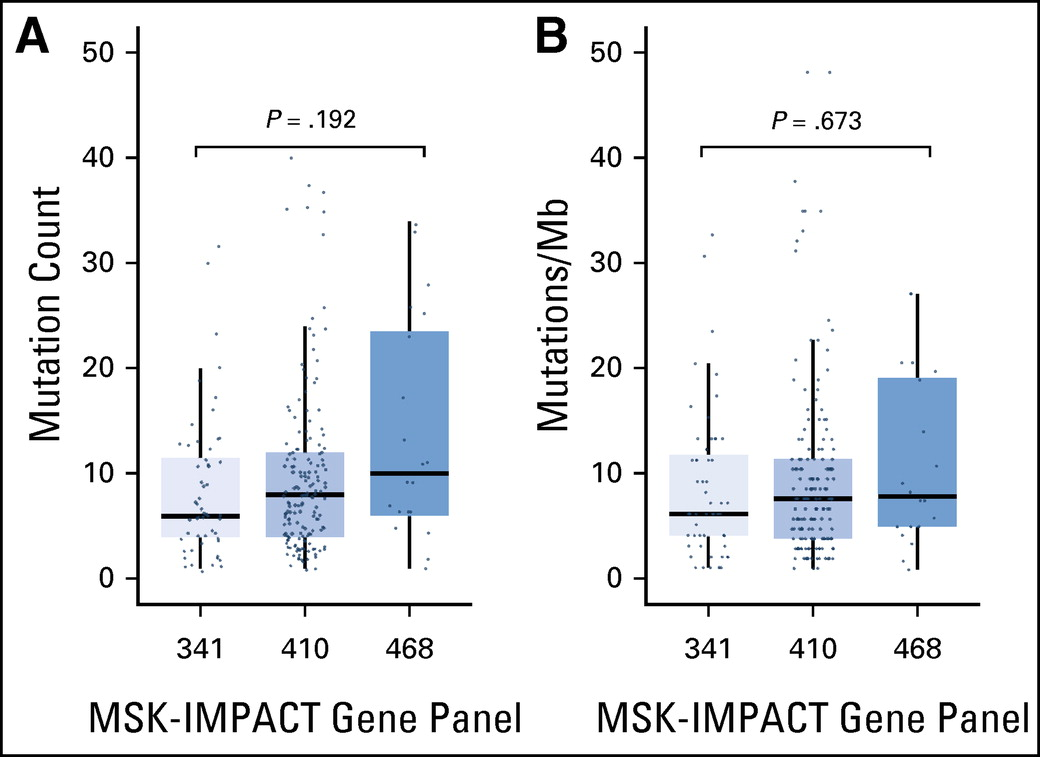 A
Mutation Count
50
40
30
20
10
0
P = .192
341 410 468
MSK-IMPACT Gene Panel
B
Mutations/Mb
50
40
30
20
10
0
P = .673
341 410 468
MSK-IMPACT Gene Panel